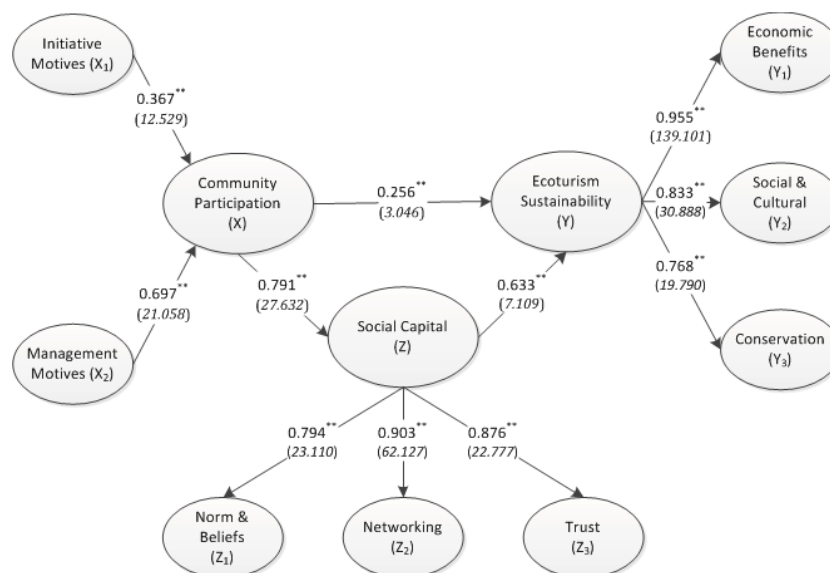 Initiative
Motives (X₁)
0.367**
(12.529)
Community
Participation
(X)
Management
Motives (X₂)
0.697**
(21.058)
0.256**
(3.046)
0.791**
(27.632)
Social Capital
(Z)
0.633**
(7.109)
Ecoturism
Sustainability
(Y)
0.955**
(139.101)
0.833**
(30.888)
0.768**
(19.790)
Economic
Benefits
(Y₁)
Social &
Cultural
(Y₂)
Conservation
(Y₃)
0.794**
(23.110)
0.903**
(62.127)
0.876**
(22.777)
Norm &
Beliefs
(Z₁)
Networking
(Z₂)
Trust
(Z₃)